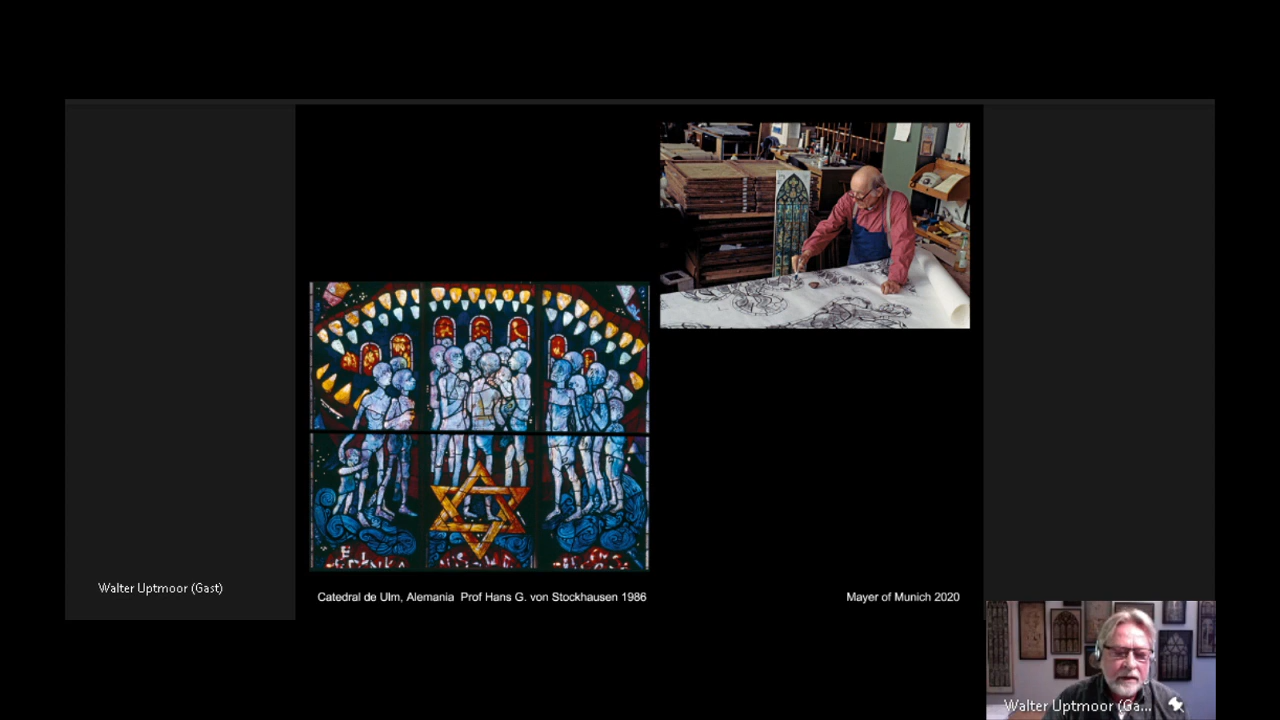 Walter Uptmoor (Gast)
Catedral de Ulm, Alemania Prof Hans G. von Stockhausen 1986
Mayer of Munich 2020
Walter Uptmoor (Ga...